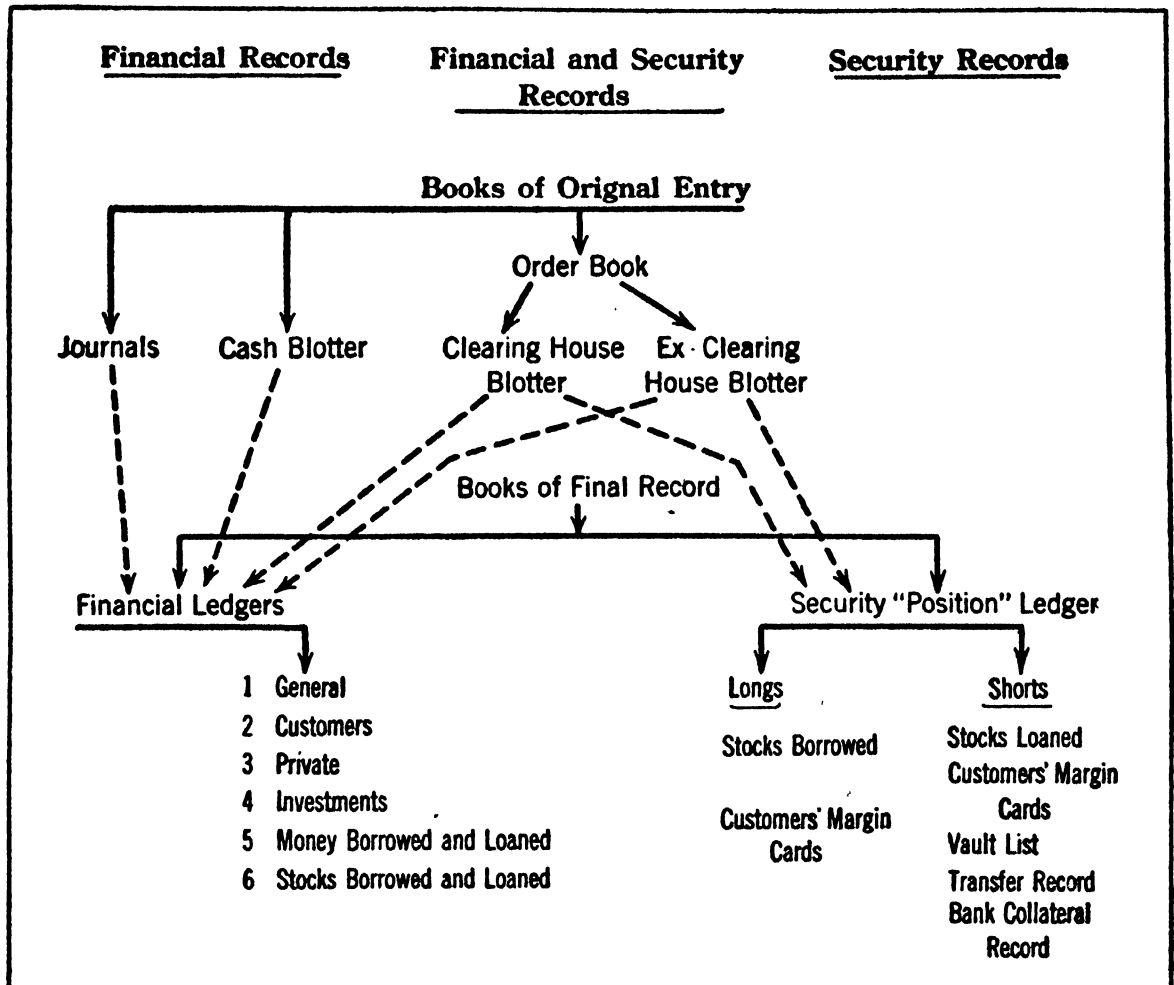 Financial Records
Financial and Security
Records
Security Records
Books of Orignal Entry
Order Book
Journals
Cash Blotter
Clearing House
Blotter
Ex-Clearing
House Blotter
Books of Final Record
Financial Ledgers
Security "Position" Ledger
1 General
2 Customers
3 Private
4 Investments
5 Money Borrowed and Loaned
6 Stocks Borrowed and Loaned
Longs
Stocks Borrowed
Customers' Margin
Cards
Shorts
Stocks Loaned
Customers' Margin
Cards
Vault List
Transfer Record
Bank Collateral
Record